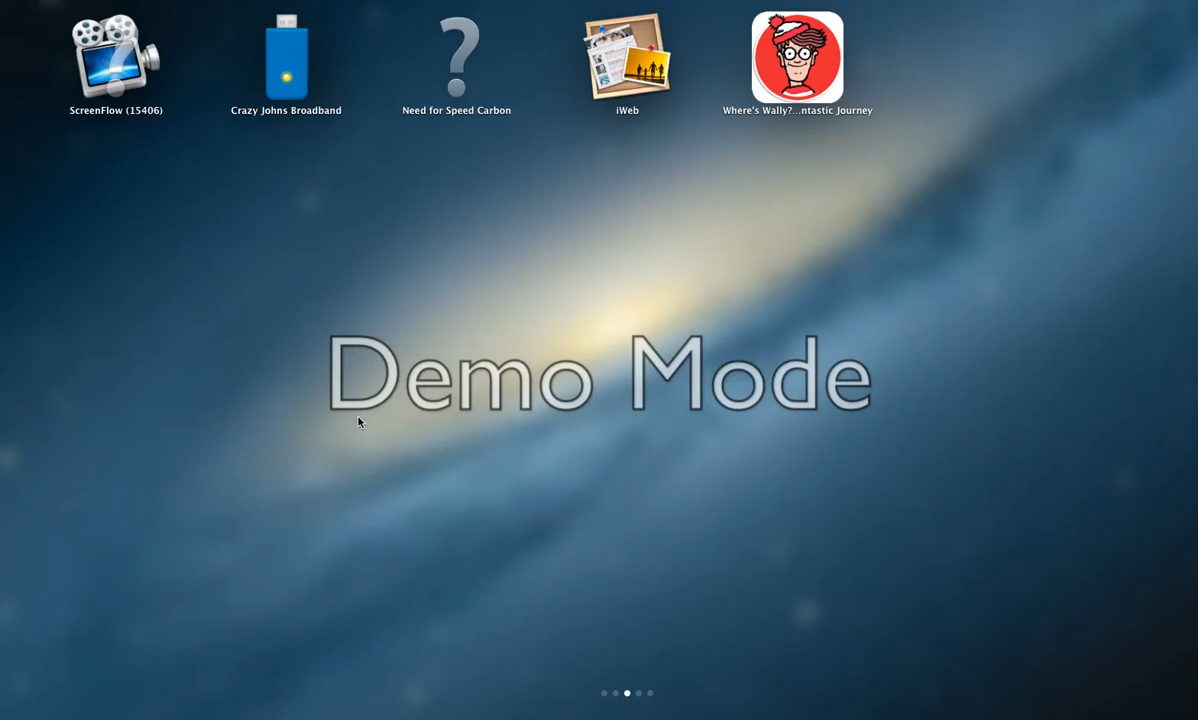 ScreenFlow (15406)
Crazy Johns Broadband
Need for Speed Carbon
iWeb
Where's Wally?...ntastic Journey
Demo Mode